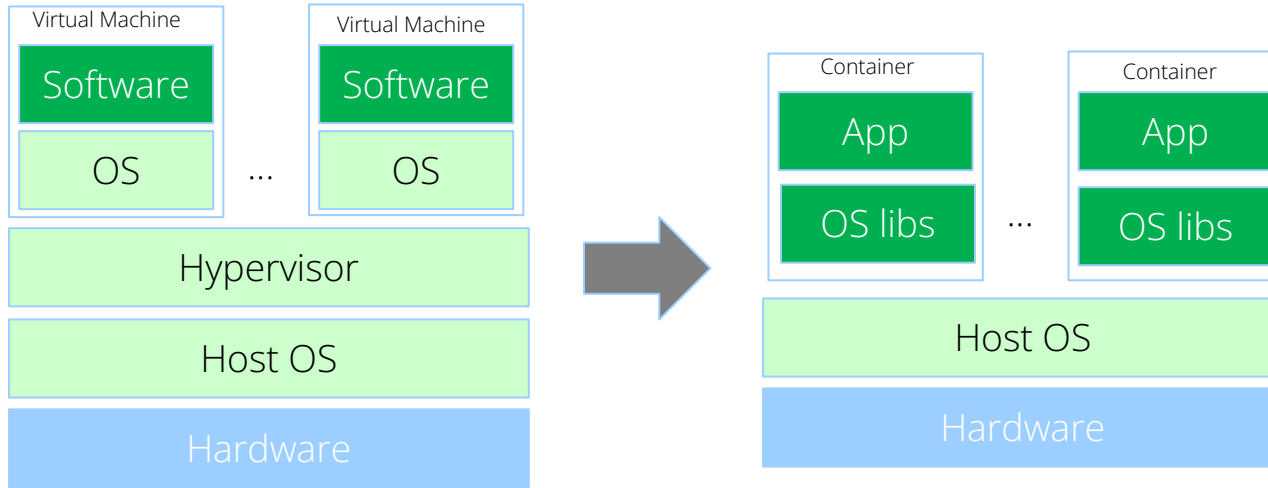 Virtual Machine
Software
OS
...
Virtual Machine
Software
OS
Hypervisor
Host OS
Hardware
Container
App
OS libs
...
Container
App
OS libs
Host OS
Hardware